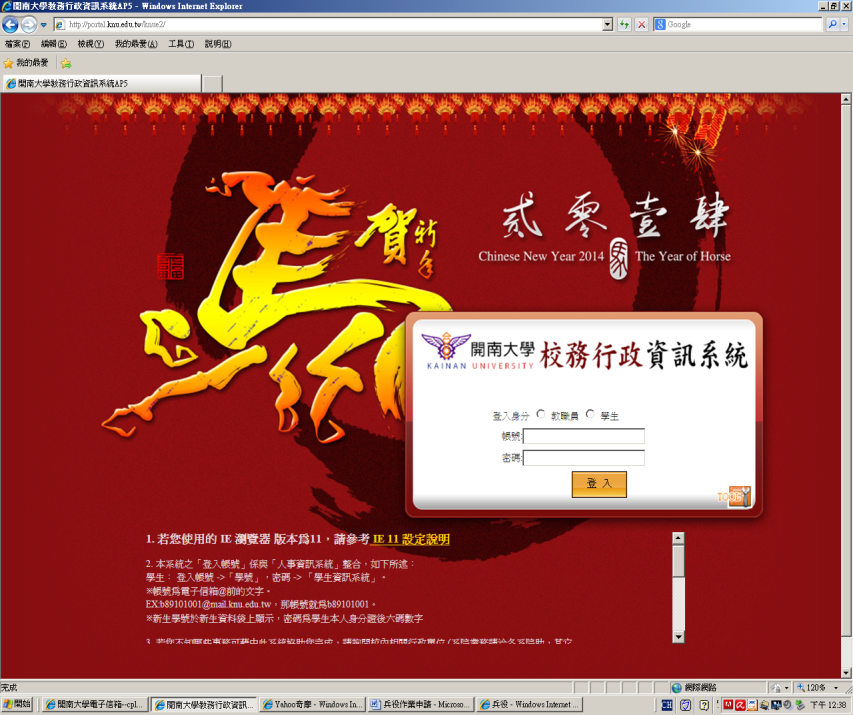 開南大學教務行政資訊系統AP5 - Windows Internet Explorer
http://portal.knu.edu.tw/knue2/
Google
檔案(F) 編輯(E) 檢視(V) 我的最愛(A) 工具(T) 說明(H)
我的最愛
開南大學教務行政資訊系統AP5
馬
賀新年
貳零壹肆
Chinese New Year 2014 The Year of Horse
開南大學 校務行政資訊系統
KAINAN UNIVERSITY
登入身分 教職員 學生
帳號:
密碼:
登入
1. 若您使用的 IE 瀏覽器 版本為11，請參考 IE 11 設定說明
2. 本系統之「登入帳號」係與「人事資訊系統」整合，如下所述：
學生： 登入帳號 ->「學號」，密碼 -> 「學生資訊系統」。
※帳號為電子信箱@前的文字。
EX:b89101001@mail.knu.edu.tw，那帳號就為b89101001。
※新生學號於新生資料袋上顯示，密碼為學生本人身分證後六碼數字
完成
網際網路
120%
開始
開南大學電子信箱--cpl...
開南大學教務行政資訊...
Yahoo奇摩 - Windows In...
兵役作業申請 - Microso...
兵役 - Windows Internet ...
CH
下午 12:38